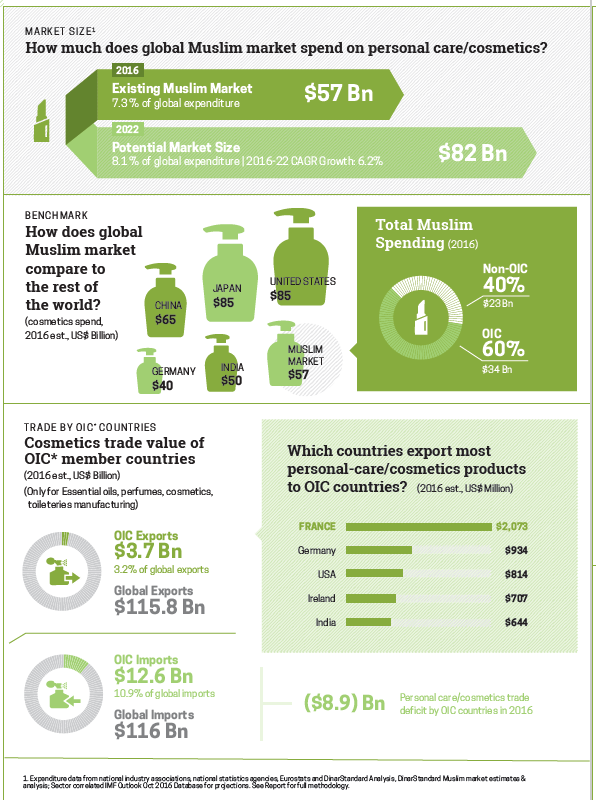 MARKET SIZE¹
How much does global Muslim market spend on personal care/cosmetics?
2016
Existing Muslim Market
7.3 % of global expenditure
$57 Bn
2022
Potential Market Size
8.1 % of global expenditure | 2016-22 CAGR Growth: 6.2%
$82 Bn
BENCHMARK
How does global
Muslim market
compare to
the rest of
the world?
(cosmetics spend,
2016 est., US$ Billion)
CHINA
$65
JAPAN
$85
UNITED STATES
$85
GERMANY
$40
INDIA
$50
MUSLIM
MARKET
$57
Total Muslim
Spending (2016)
Non-OIC
40%
$23 Bn
OIC
60%
$34 Bn
TRADE BY OIC* COUNTRIES
Cosmetics trade value of
OIC* member countries
(2016 est., US$ Billion)
(Only for Essential oils, perfumes, cosmetics,
toileteries manufacturing)
OIC Exports
$3.7 Bn
3.2% of global exports
Global Exports
$115.8 Bn
OIC Imports
$12.6 Bn
10.9% of global imports
Global Imports
$116 Bn
Which countries export most
personal-care/cosmetics products
to OIC countries? (2016 est., US$ Million)
FRANCE $2,073
Germany $934
USA $814
Ireland $707
India $644
($8.9) Bn
Personal care/cosmetics trade
deficit by OIC countries in 2016
1. Expenditure data from national industry associations, national statistics agencies, Eurostats and DinarStandard Analysis, DinarStandard Muslim market estimates &
analysis; Sector correlated IMF Outlook Oct 2016 Database for projections. See Report for full methodology.